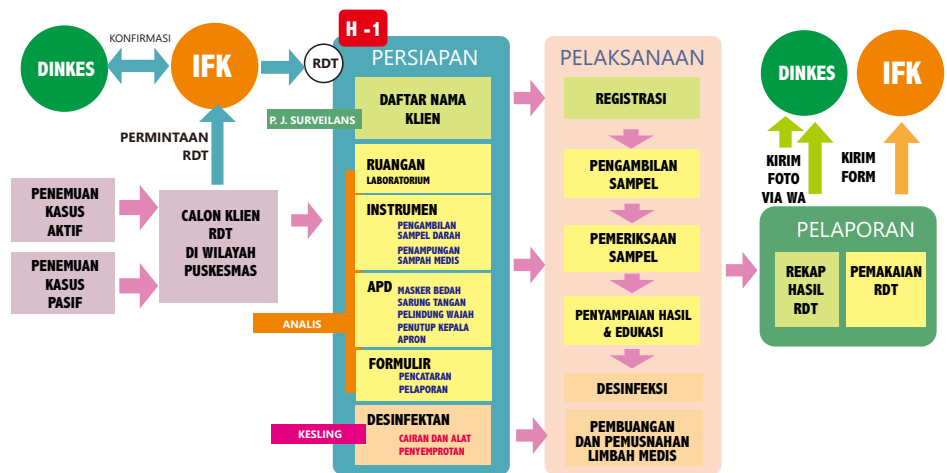 H -1
DINKES
KONFIRMASI
IFK
RDT
PERMINTAAN
RDT
PENEMUAN
KASUS
AKTIF
PENEMUAN
KASUS
PASIF
CALON KLIEN
RDT
DI WILAYAH
PUSKESMAS
PERSIAPAN
P. J. SURVEILANS
DAFTAR NAMA
KLIEN
RUANGAN
LABORATORIUM
INSTRUMEN
PENGAMBILAN
SAMPEL DARAH
PENAMPUNGAN
SAMPAH MEDIS
ANALIS
APD
MASKER BEDAH
SARUNG TANGAN
PELINDUNG WAJAH
PENUTUP KEPALA
APRON
FORMULIR
PENCATARAN
PELAPORAN
KESLING
DESINFEKTAN
CAIRAN DAN ALAT
PENYEMPROTAN
PELAKSANAAN
REGISTRASI
PENGAMBILAN
SAMPEL
PEMERIKSAAN
SAMPEL
PENYAMPAIAN HASIL
& EDUKASI
DESINFEKSI
PEMBUANGAN
DAN PEMUSNAHAN
LIMBAH MEDIS
DINKES
IFK
KIRIM
FOTO
VIA WA
KIRIM
FORM
PELAPORAN
REKAP
HASIL
RDT
PEMAKAIAN
RDT